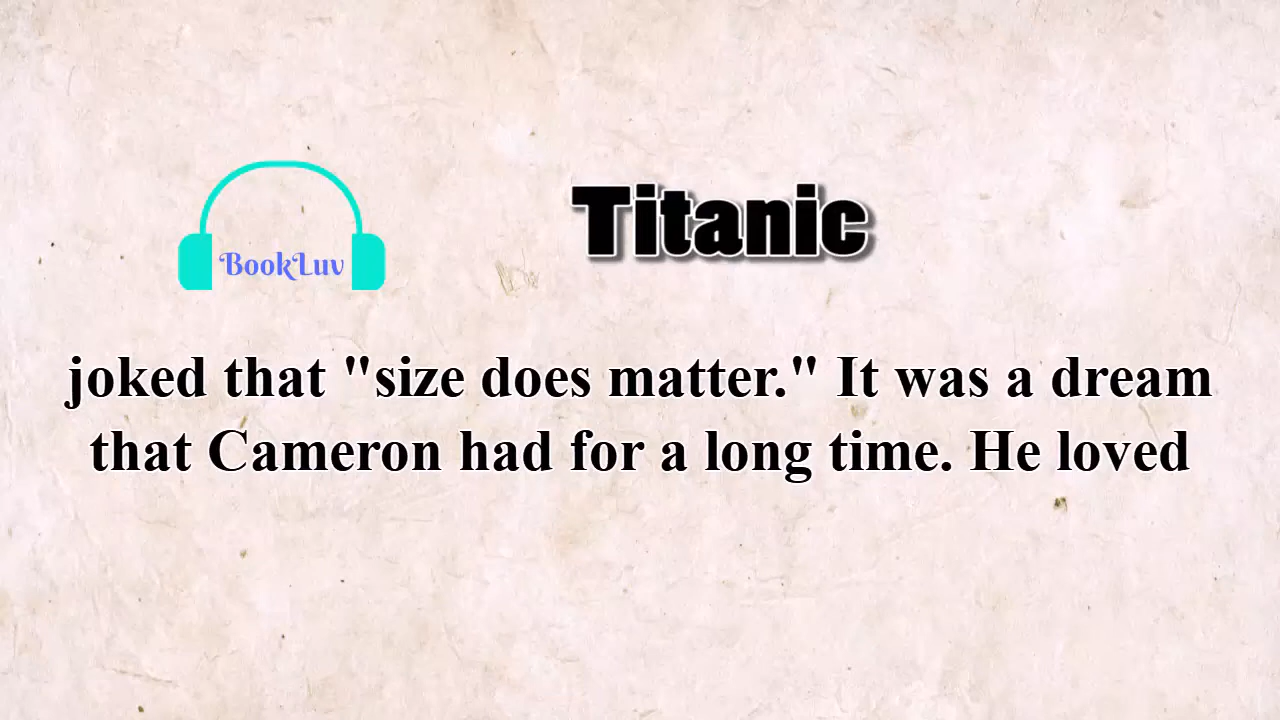 BookLuv
Titanic
joked that "size does matter." It was a dream
that Cameron had for a long time. He loved